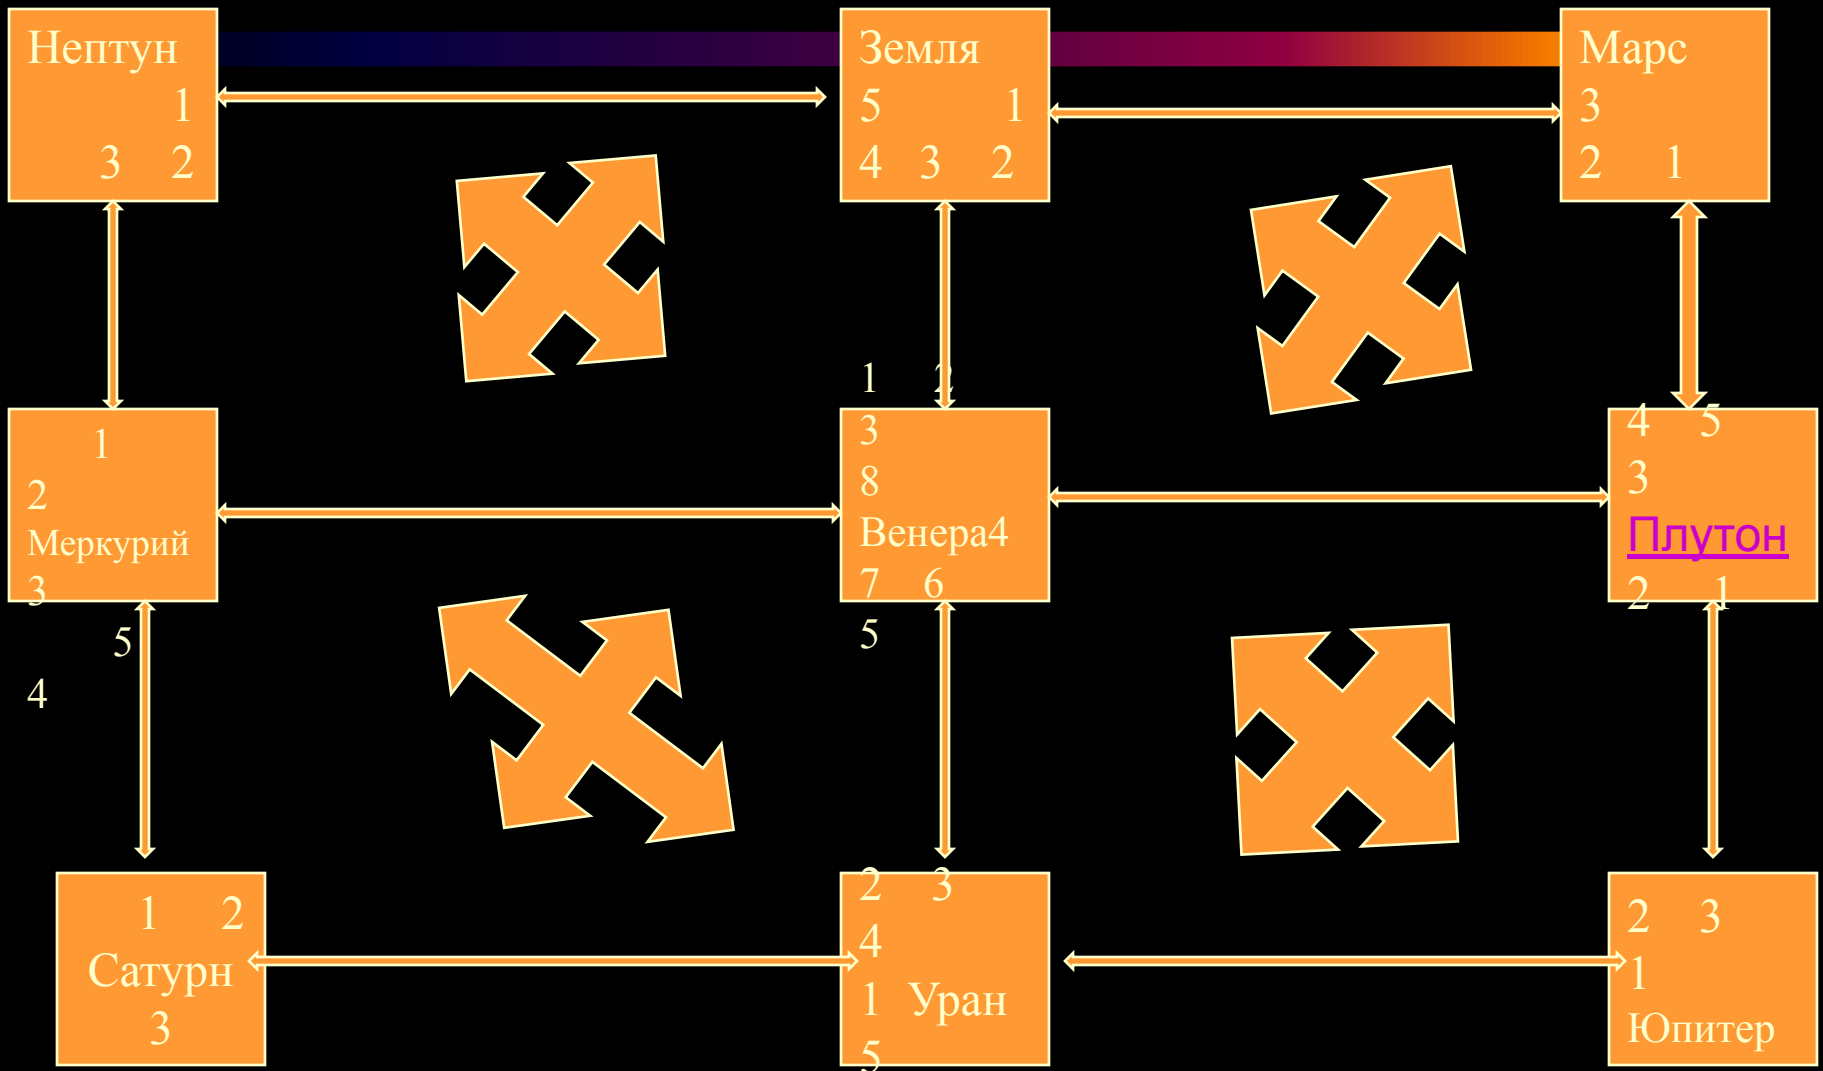 Нептун
1
3 2
Земля
5 1
4 3 2
Марс
3
2 1
1
2
Меркурий
3
5
4
1 2
3
8
Венера4
7 6
5
4 5
3
Плутон
2 1
1 2
Сатурн
3
2 3
4
1 Уран
5
2 3
1
Юпитер